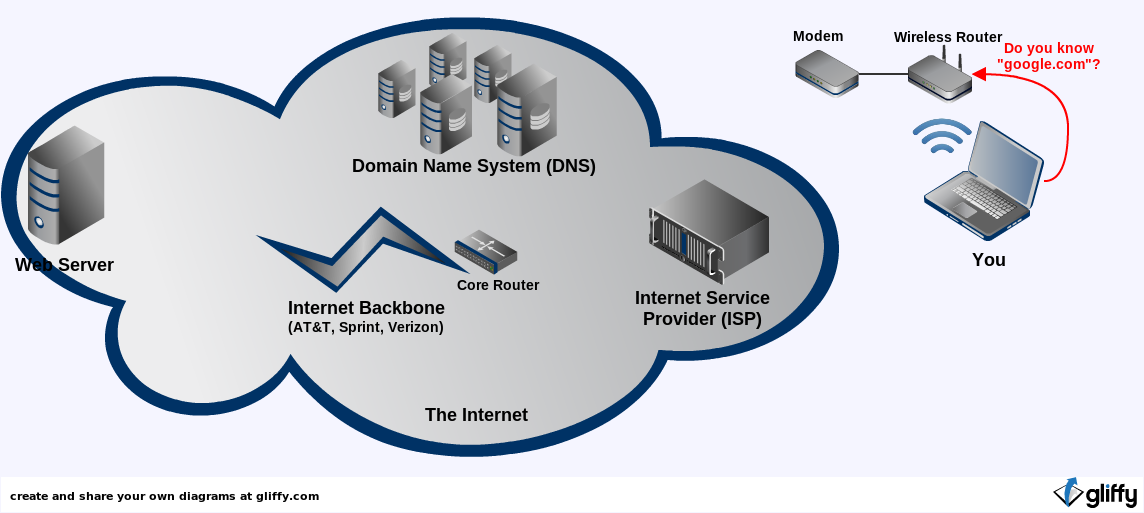 Modem
Wireless Router
Do you know
"google.com"?
Domain Name System (DNS)
Web Server
You
Core Router
Internet Backbone
(AT&T, Sprint, Verizon)
Internet Service
Provider (ISP)
The Internet
create and share your own diagrams at gliffy.com
gliffy